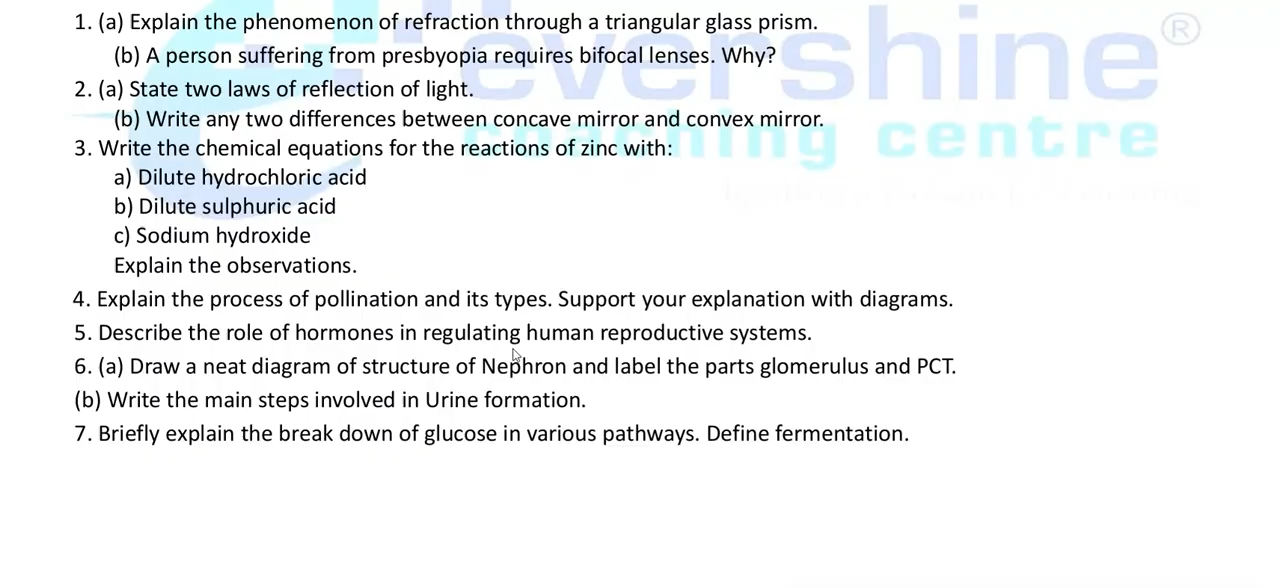 evershine ®
coaching centre
1. (a) Explain the phenomenon of refraction through a triangular glass prism.
(b) A person suffering from presbyopia requires bifocal lenses. Why?
2. (a) State two laws of reflection of light.
(b) Write any two differences between concave mirror and convex mirror.
3. Write the chemical equations for the reactions of zinc with:
a) Dilute hydrochloric acid
b) Dilute sulphuric acid
c) Sodium hydroxide
Explain the observations.
4. Explain the process of pollination and its types. Support your explanation with diagrams.
5. Describe the role of hormones in regulating human reproductive systems.
6. (a) Draw a neat diagram of structure of Nephron and label the parts glomerulus and PCT.
(b) Write the main steps involved in Urine formation.
7. Briefly explain the break down of glucose in various pathways. Define fermentation.